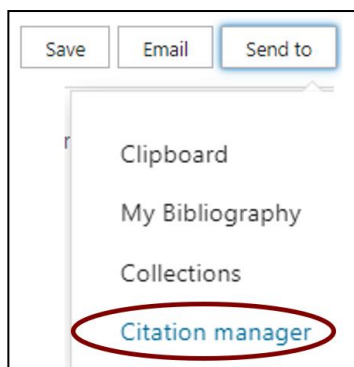 Save Email Send to
Clipboard
My Bibliography
Collections
Citation manager